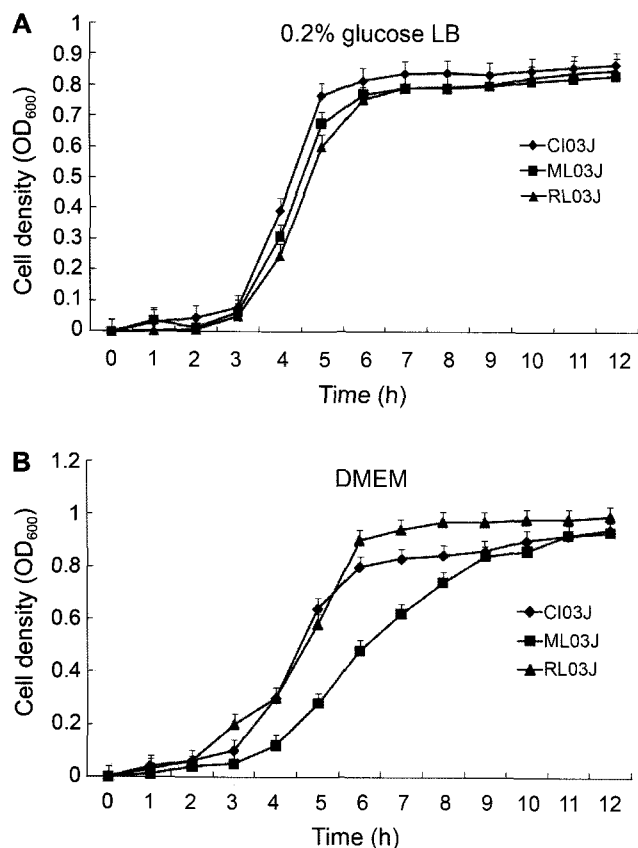 A
0.2% glucose LB
Cell density (OD600)
1
0.9
0.8
0.7
0.6
0.5
0.4
0.3
0.2
0.1
0
CI03J
ML03J
RL03J
0 1 2 3 4 5 6 7 8 9 10 11 12
Time (h)
B
DMEM
Cell density (OD600)
1.2
1
0.8
0.6
0.4
0.2
0
CI03J
ML03J
RL03J
0 1 2 3 4 5 6 7 8 9 10 11 12
Time (h)